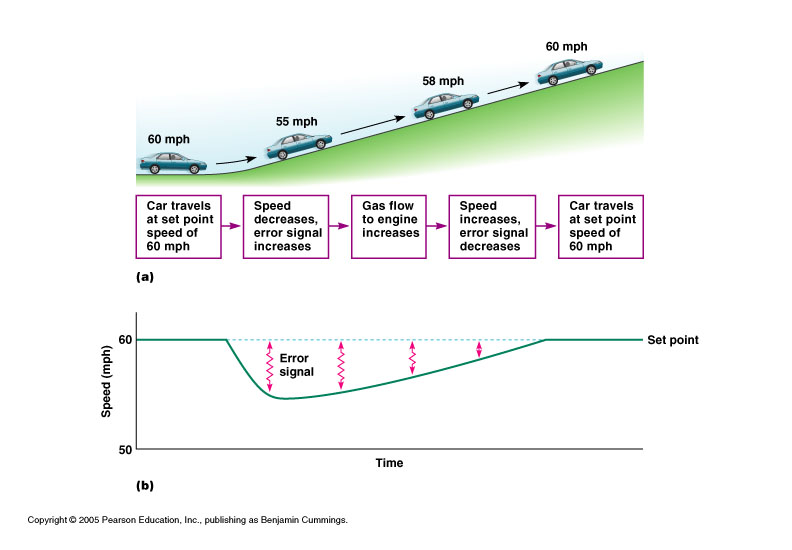 60 mph
58 mph
55 mph
60 mph
Car travels
at set point
speed of
60 mph
Speed
decreases,
error signal
increases
Gas flow
to engine
increases
Speed
increases,
error signal
decreases
Car travels
at set point
speed of
60 mph
(a)
60
Set point
Error
signal
Speed (mph)
50
Time
(b)
Copyright © 2005 Pearson Education, Inc., publishing as Benjamin Cummings.